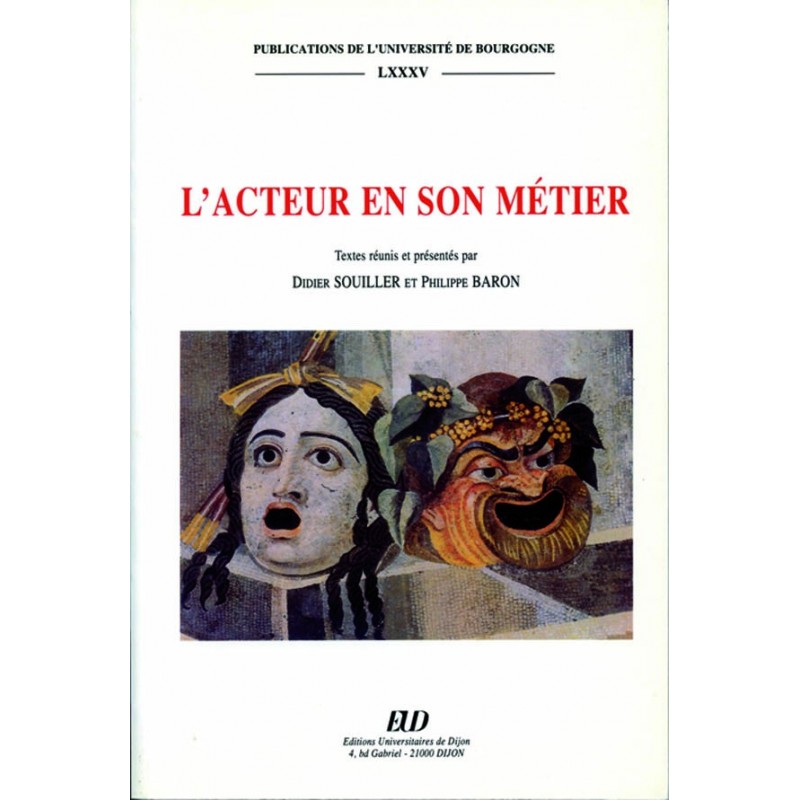 PUBLICATIONS DE L'UNIVERSITÉ DE BOURGOGNE
LXXXV
L'ACTEUR EN SON MÉTIER
Textes réunis et présentés par
DIDIER SOUILLER ET PHILIPPE BARON
EUD
Editions Universitaires de Dijon
4, bd Gabriel - 21000 DIJON